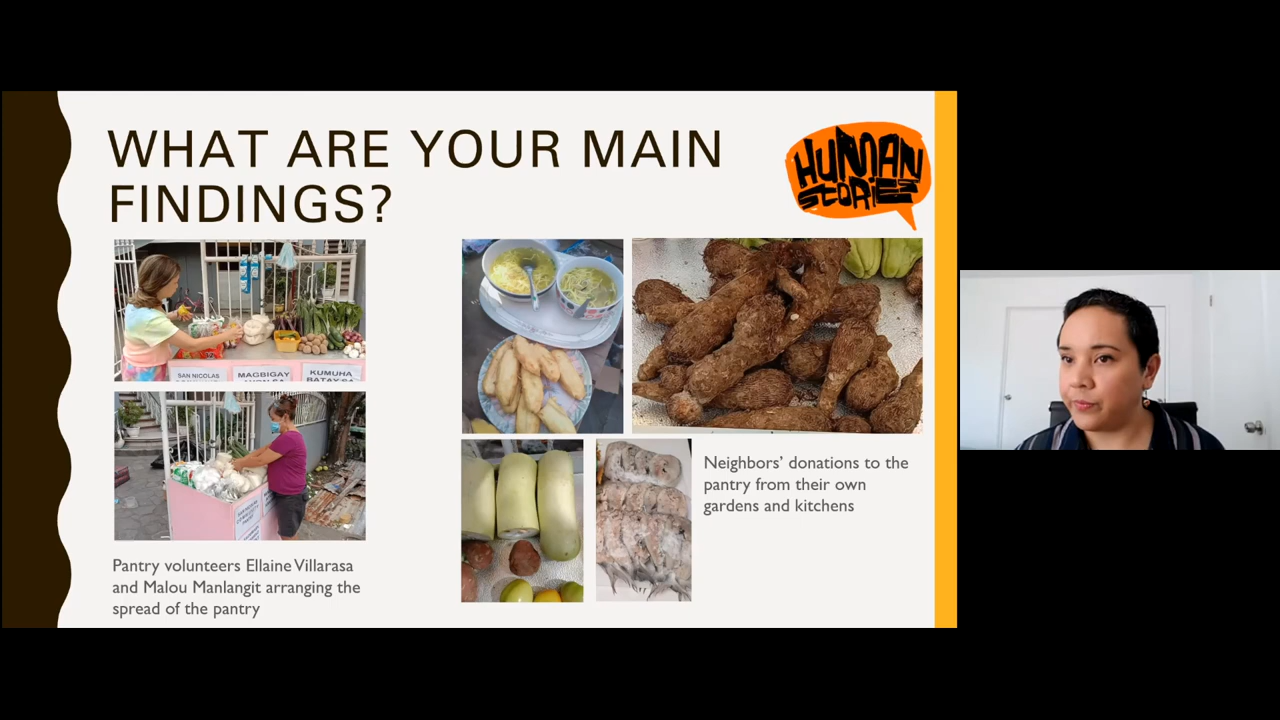 WHAT ARE YOUR MAIN
FINDINGS?
HUMAN
STORIES
SAN NICOLAS
MAGBIGAY
KUMUHA
Pantry volunteers Ellaine Villarasa
and Malou Manlangit arranging the
spread of the pantry
Neighbors' donations to the
pantry from their own
gardens and kitchens